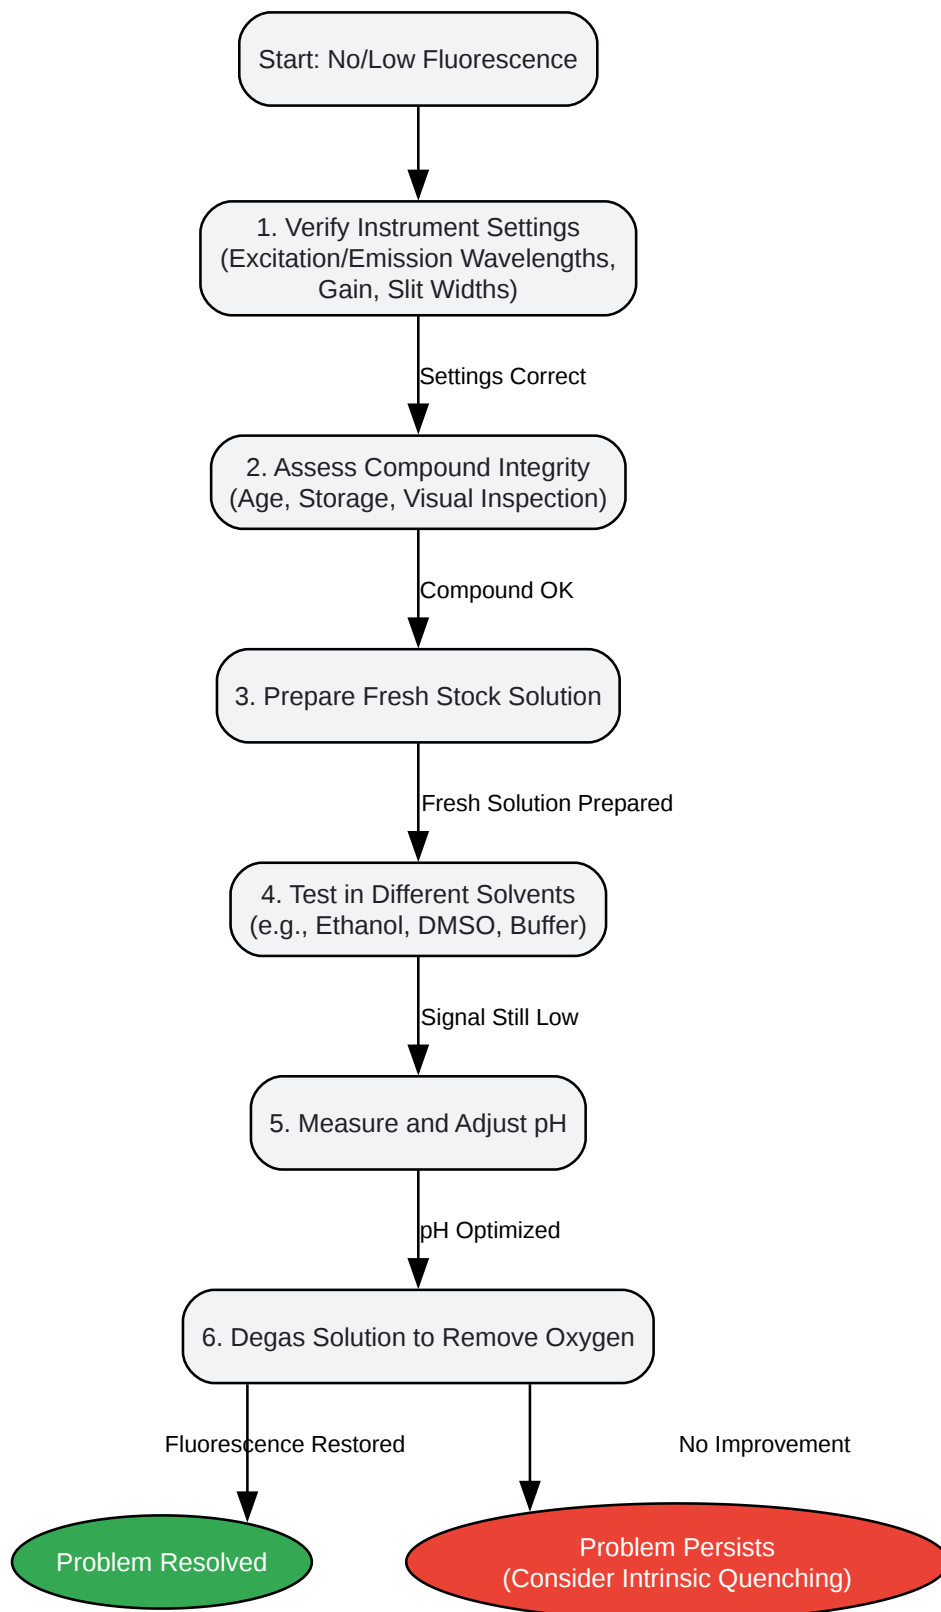 Start: No/Low Fluorescence
1. Verify Instrument Settings
(Excitation/Emission Wavelengths,
Gain, Slit Widths)
Settings Correct
2. Assess Compound Integrity
(Age, Storage, Visual Inspection)
Compound OK
3. Prepare Fresh Stock Solution
Fresh Solution Prepared
4. Test in Different Solvents
(e.g., Ethanol, DMSO, Buffer)
Signal Still Low
5. Measure and Adjust pH
pH Optimized
6. Degas Solution to Remove Oxygen
Fluorescence Restored
No Improvement
Problem Resolved
Problem Persists
(Consider Intrinsic Quenching)